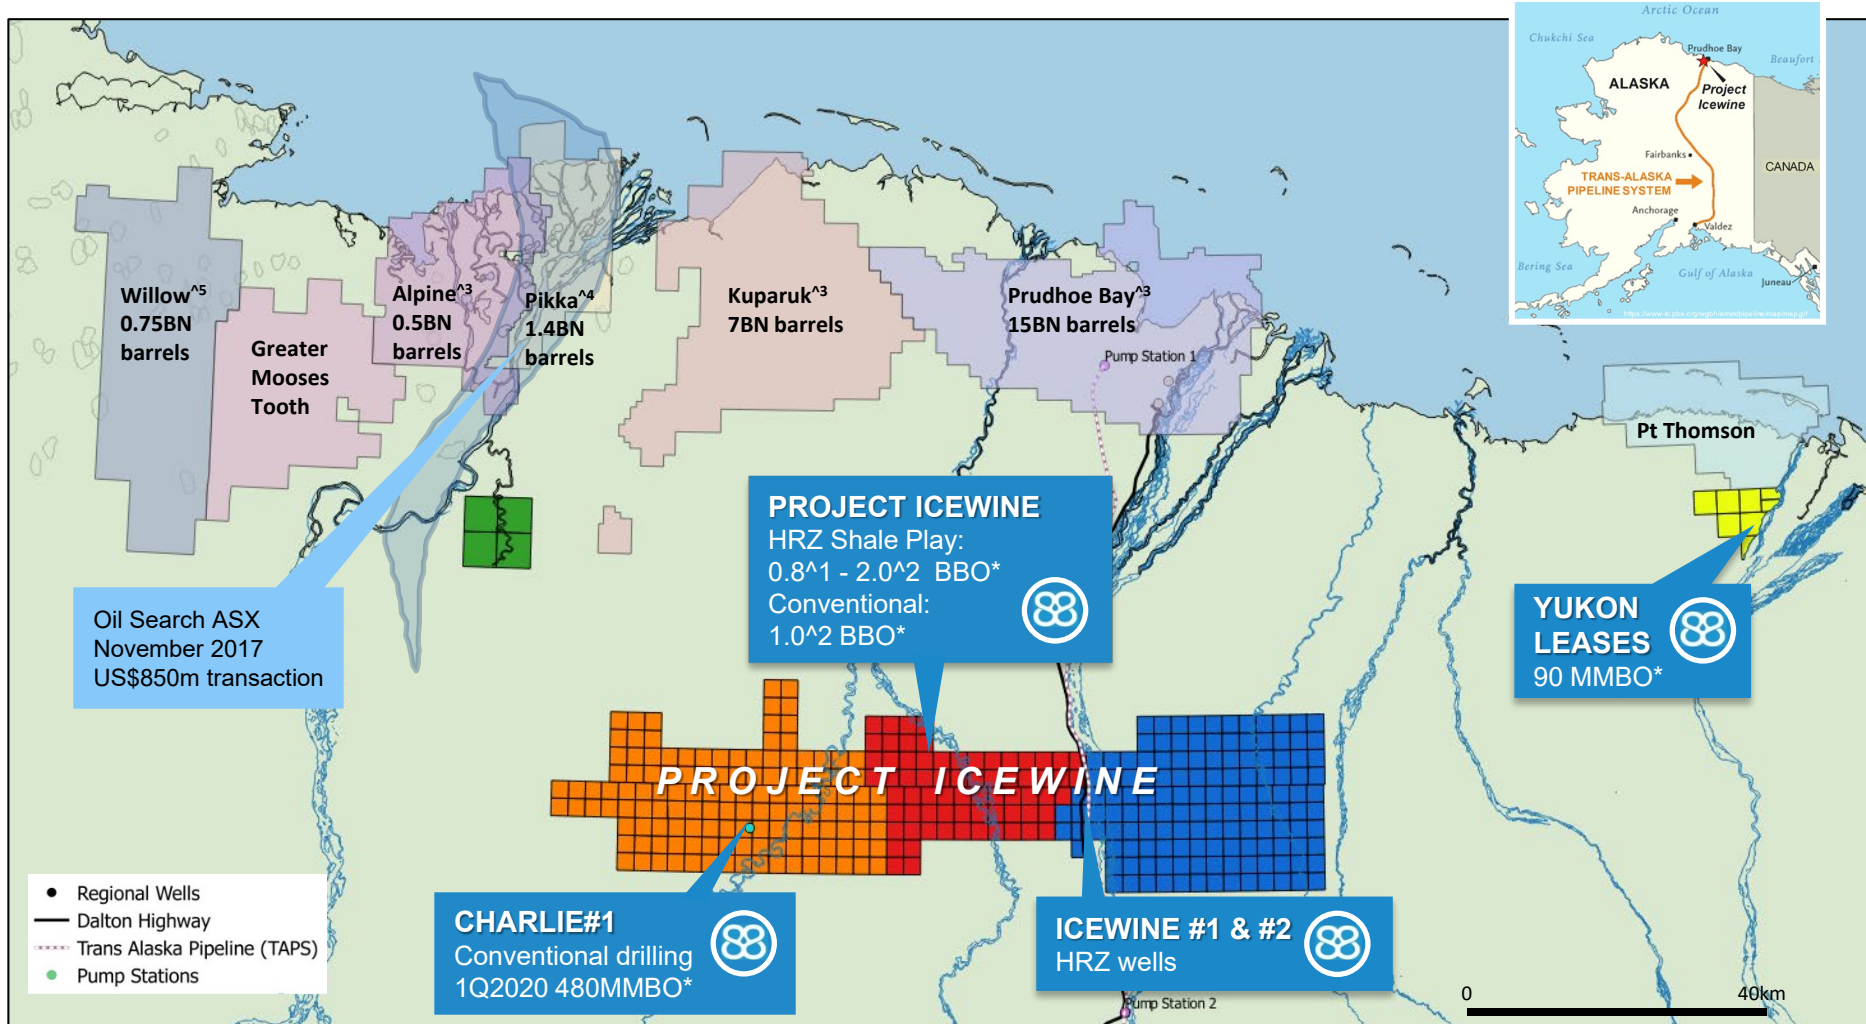 Arctic Ocean
Chukchi Sea
Prudhoe Bay
Beaufort
ALASKA
Project
Icewine
Fairbanks
CANADA
TRANS-ALASKA
PIPELINE SYSTEM
Anchorage
Valdez
Bering Sea
Gulf of Alaska
Juneau
Willow^5
0.75BN
barrels
Greater
Mooses
Tooth
Alpine^3
0.5BN
barrels
Pikka^4
1.4BN
barrels
Kuparuk^3
7BN barrels
Prudhoe Bay^3
15BN barrels
Pump Station 1
Pt Thomson
PROJECT ICEWINE
HRZ Shale Play:
0.8^1 - 2.0^2 BBO*
Conventional:
1.0^2 BBO*
88
YUKON
LEASES
90 MMBO*
88
Oil Search ASX
November 2017
US$850m transaction
PROJECT ICEWINE
CHARLIE#1
Conventional drilling
1Q2020 480MMBO*
88
ICEWINE #1 & #2
HRZ wells
88
Pump Station 2
Regional Wells
Dalton Highway
Trans Alaska Pipeline (TAPS)
Pump Stations
0 40km